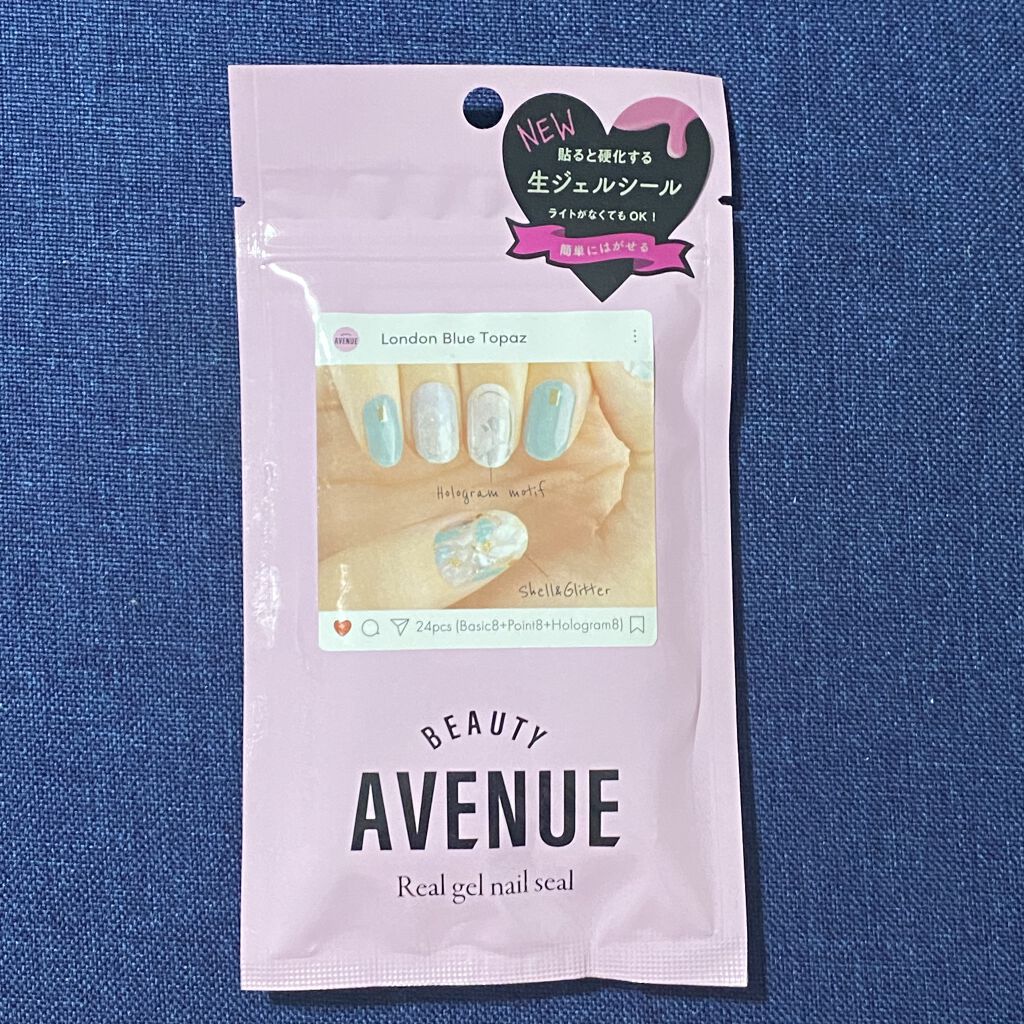 NEW
貼ると硬化する
生ジェルシール
ライトがなくてもOK!
簡単にはがせる
AVENUE
London Blue Topaz
Hologram motif
Shell&Glitter
24pcs (Basic8+Point8+Hologram8)
BEAUTY
AVENUE
Real gel nail seal